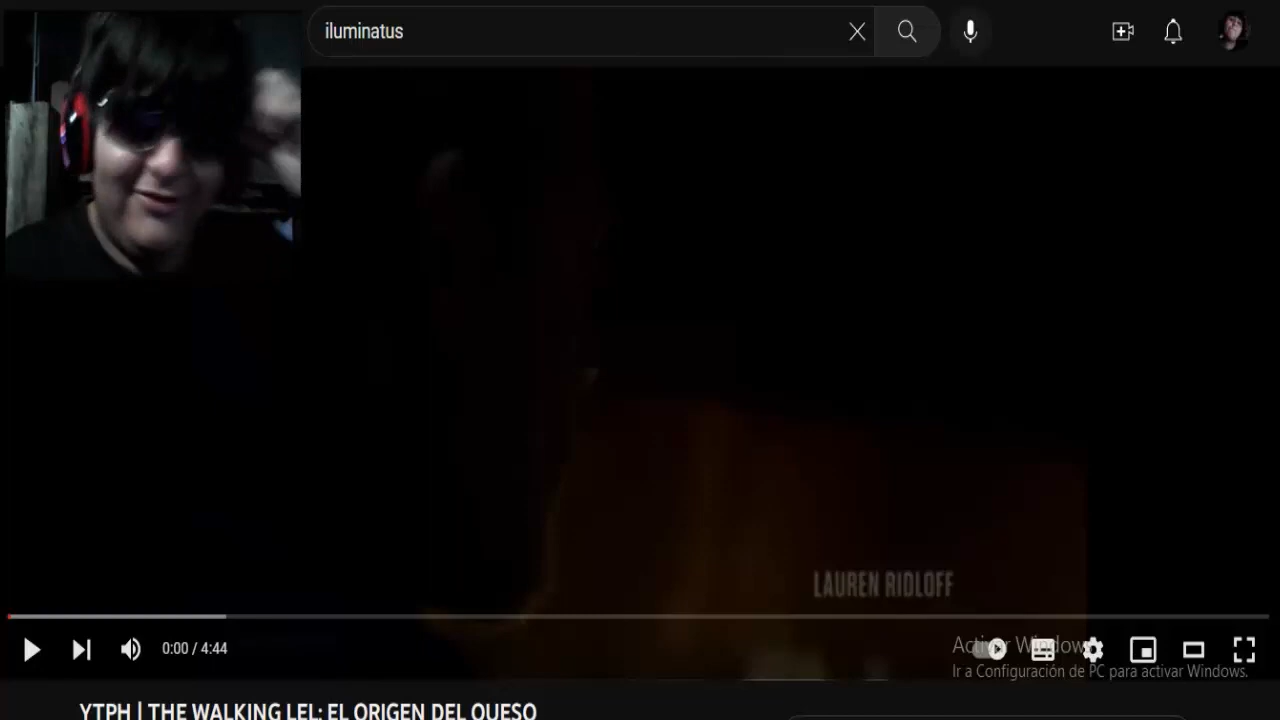 iluminatus
LAUREN RIDLOFF
0:00 / 4:44
Activar Windows
Ir a Configuración de PC para activar Windows.
YTPH | THE WALKING LEL: EL ORIGEN DEL QUESO